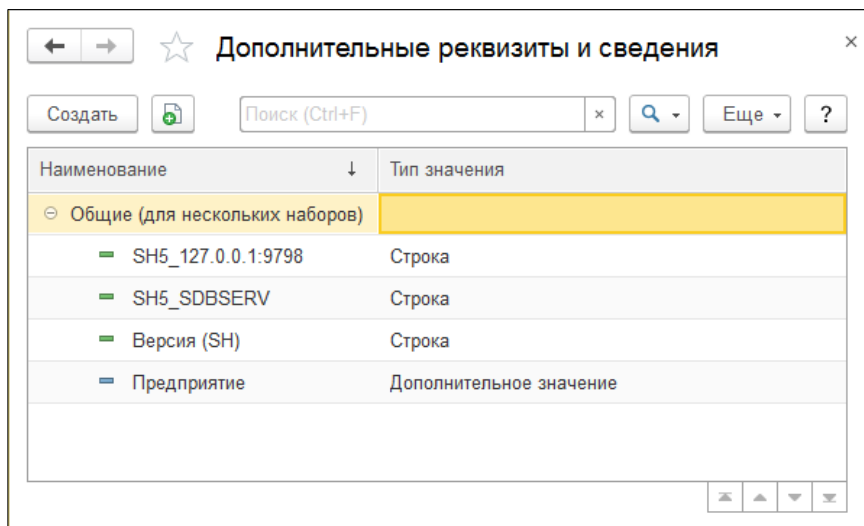 Дополнительные реквизиты и сведения
Создать Поиск (Ctrl+F) Еще ?
Наименование Тип значения
Общие (для нескольких наборов)
SH5_127.0.0.1:9798 Строка
SH5_SDBSERV Строка
Версия (SH) Строка
Предприятие Дополнительное значение